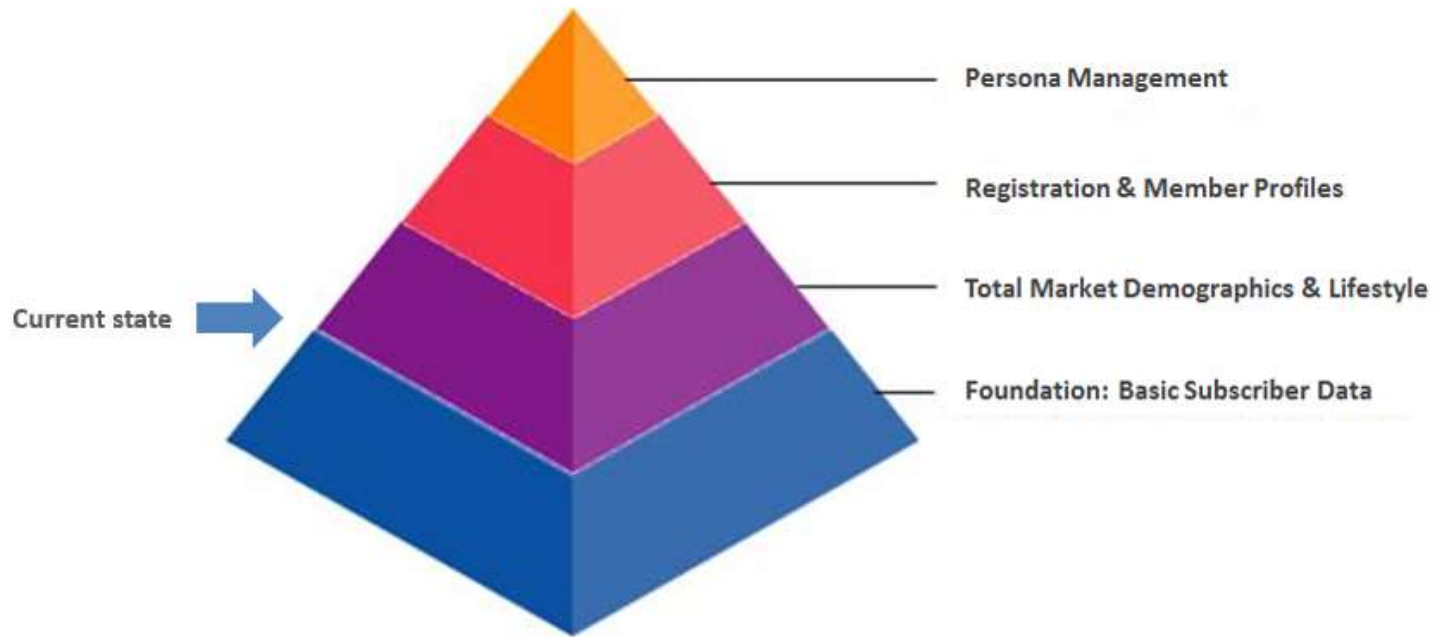 Persona Management
Registration & Member Profiles
Total Market Demographics & Lifestyle
Current state
Foundation: Basic Subscriber Data